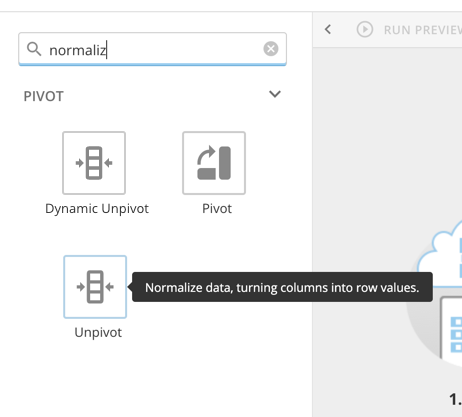 normaliz
RUN PREVIEW
PIVOT
Dynamic Unpivot
Pivot
Normalize data, turning columns into row values.
Unpivot
1.